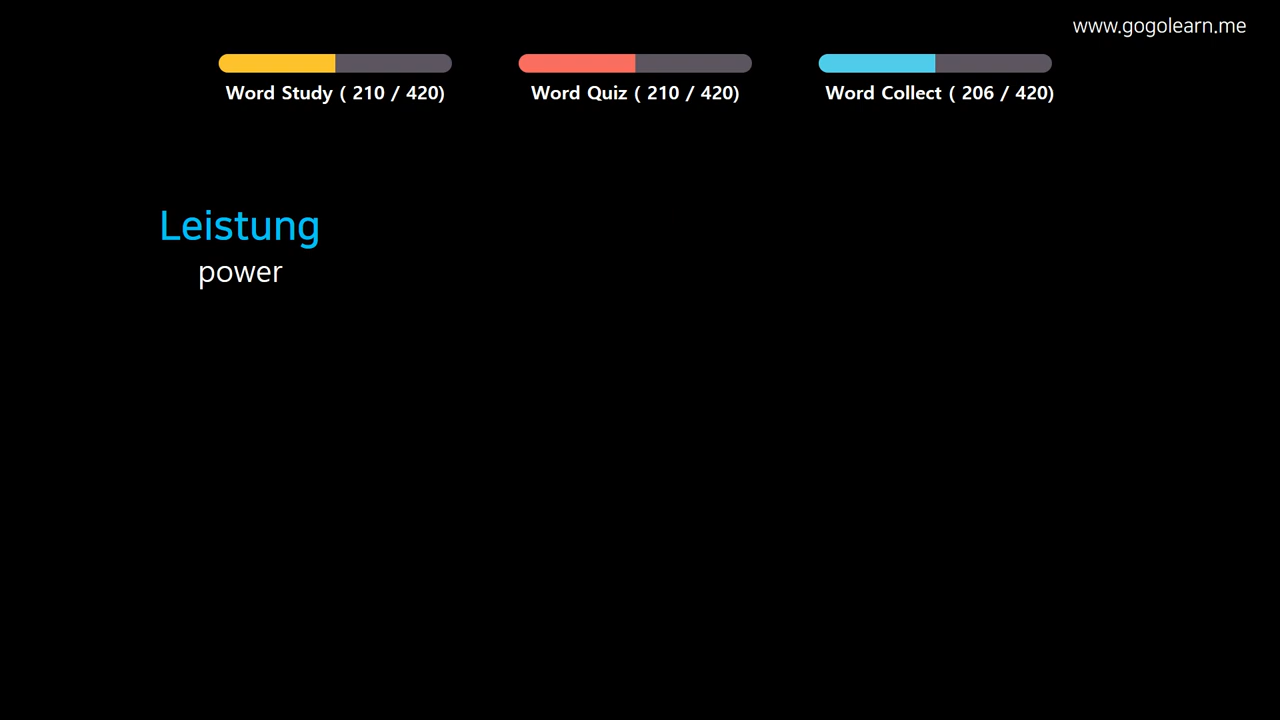 www.gogolearn.me
Word Study ( 210 / 420)
Word Quiz ( 210 / 420)
Word Collect ( 206 / 420)
Leistung
power